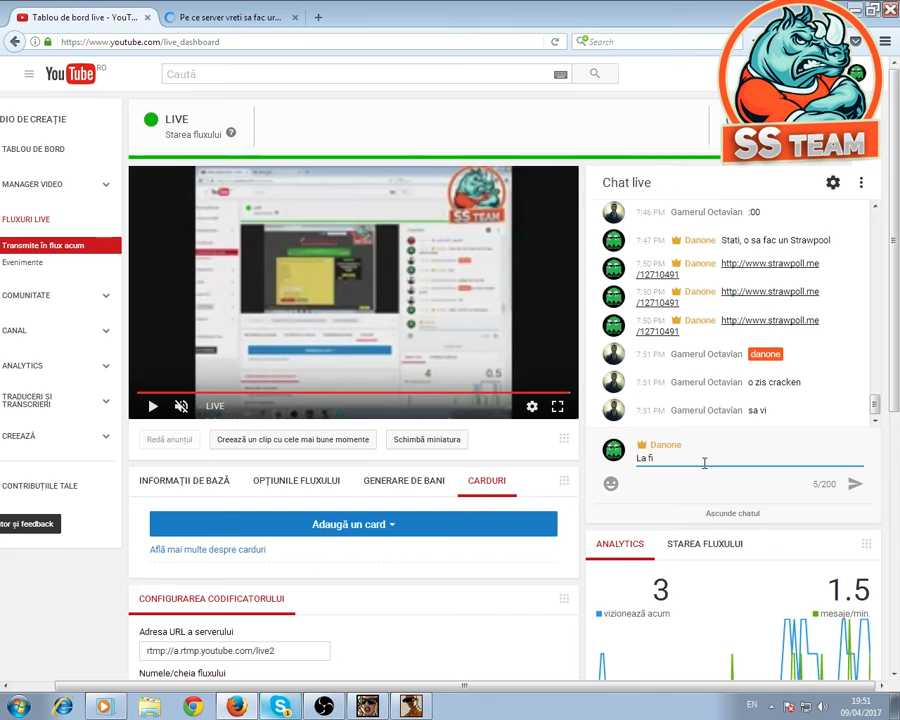 Tablou de bord live - YouT...
Pe ce server vreti sa fac ur...
https://www.youtube.com/live_dashboard
Search
YouTube RO
Caută
SS TEAM
DIO DE CREAȚIE
TABLOU DE BORD
MANAGER VIDEO
FLUXURI LIVE
Transmite în flux acum
Evenimente
COMUNITATE
CANAL
ANALYTICS
TRADUCERI ȘI
TRANSCRIERI
CREEAZĂ
CONTRIBUȚIILE TALE
tor și feedback
LIVE
Starea fluxului
LIVE
Redă anunțul
Creează un clip cu cele mai bune momente
Schimbă miniatura
INFORMAȚII DE BAZĂ
OPȚIUNILE FLUXULUI
GENERARE DE BANI
CARDURI
Adaugă un card
Află mai multe despre carduri
CONFIGURAREA CODIFICATORULUI
Adresa URL a serverului
rtmp://a.rtmp.youtube.com/live2
Numele/cheia fluxului
Chat live
7:46 PM Gamerul Octavian :00
7:47 PM Danone Stati, o sa fac un Strawpool
7:50 PM Danone http://www.strawpoll.me
/12710491
7:50 PM Danone http://www.strawpoll.me
/12710491
7:50 PM Danone http://www.strawpoll.me
/12710491
7:51 PM Gamerul Octavian danone
7:51 PM Gamerul Octavian o zis cracken
7:51 PM Gamerul Octavian sa vi
Danone
La fi
5/200
Ascunde chatul
ANALYTICS
STAREA FLUXULUI
3
vizionează acum
1.5
mesaje/min.
EN
19:51
09/04/2017